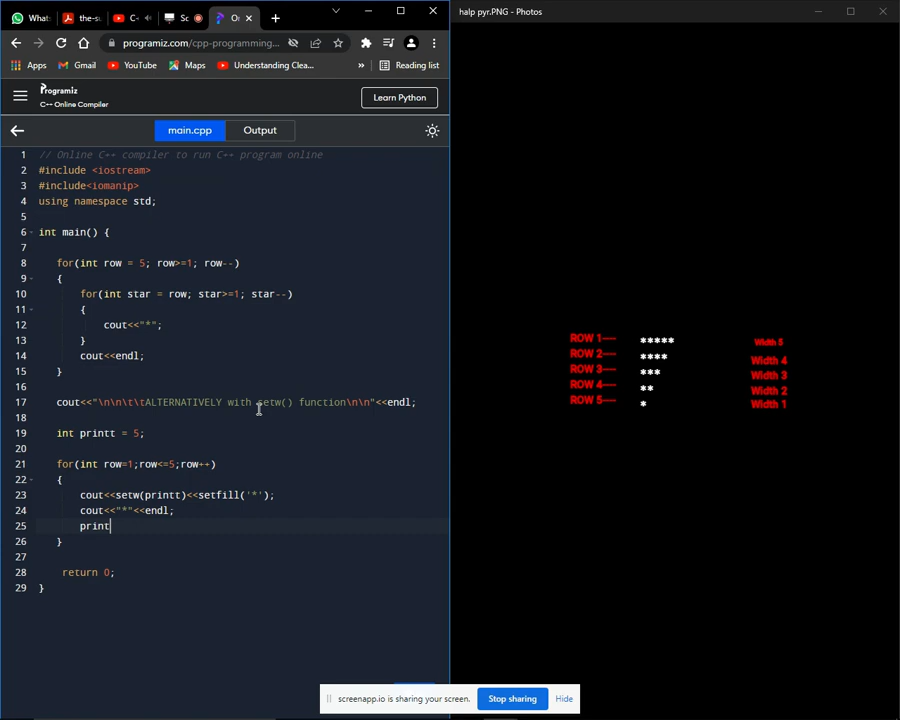 What:
the-su
C-
Sc
O
programiz.com/cpp-programming...
Apps
Gmail
YouTube
Maps
Understanding Clea...
»
Reading list
Programiz
C++ Online Compiler
Learn Python
main.cpp
Output
1 // Online C++ compiler to run C++ program online
2 #include <iostream>
3 #include<iomanip>
4 using namespace std;
5
6 int main() {
7
8 for(int row = 5; row>=1; row--)
9 {
10 for(int star = row; star>=1; star--)
11 {
12 cout<<"*";
13 }
14 cout<<endl;
15 }
16
17 cout<<"\n\n\t\tALTERNATIVELY with setw() function\n\n"<<endl;
18
19 int printt = 5;
20
21 for(int row=1;row<=5;row++)
22 {
23 cout<<setw(printt)<<setfill('*');
24 cout<<"*"<<endl;
25 print
26 }
27
28 return 0;
29 }
halp pyr.PNG - Photos
ROW 1---- ***** Width 5
ROW 2---- **** Width 4
ROW 3---- *** Width 3
ROW 4---- ** Width 2
ROW 5---- * Width 1
screenapp.io is sharing your screen.
Stop sharing
Hide